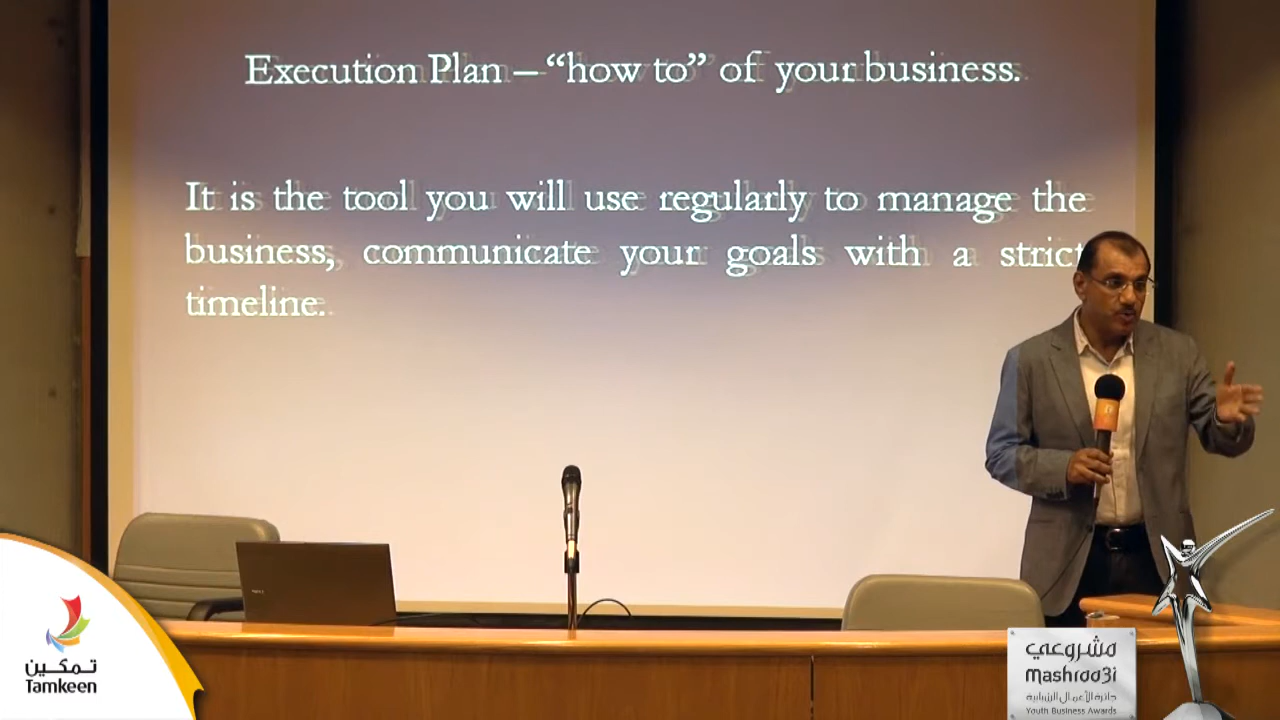 Execution Plan – “how to” of your business.
It is the tool you will use regularly to manage the
business, communicate your goals with a strict
timeline.
تمكين
Tamkeen
مشروعي
mashroo3i
جائزة الأعمال الشبابية
Youth Business Awards